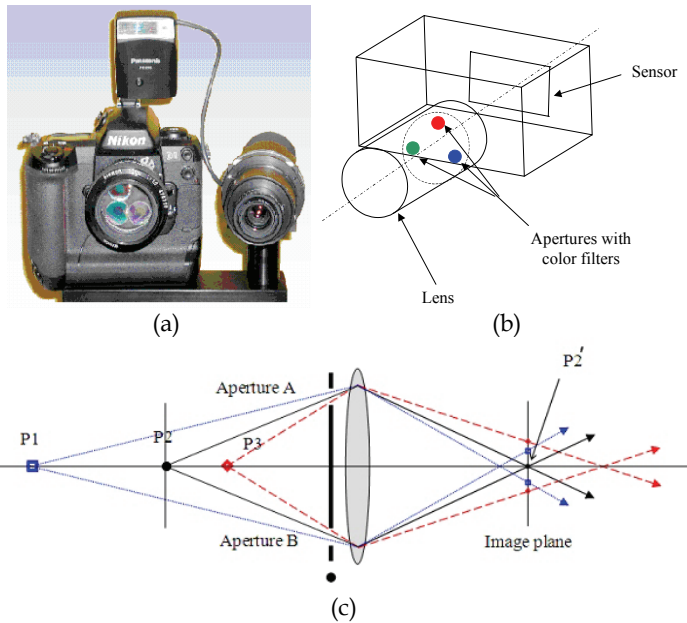 Panasonic
Nikon
(a)
Sensor
Apertures with
color filters
Lens
(b)
Aperture A
P2′
P1
P2
P3
Aperture B
Image plane
(c)